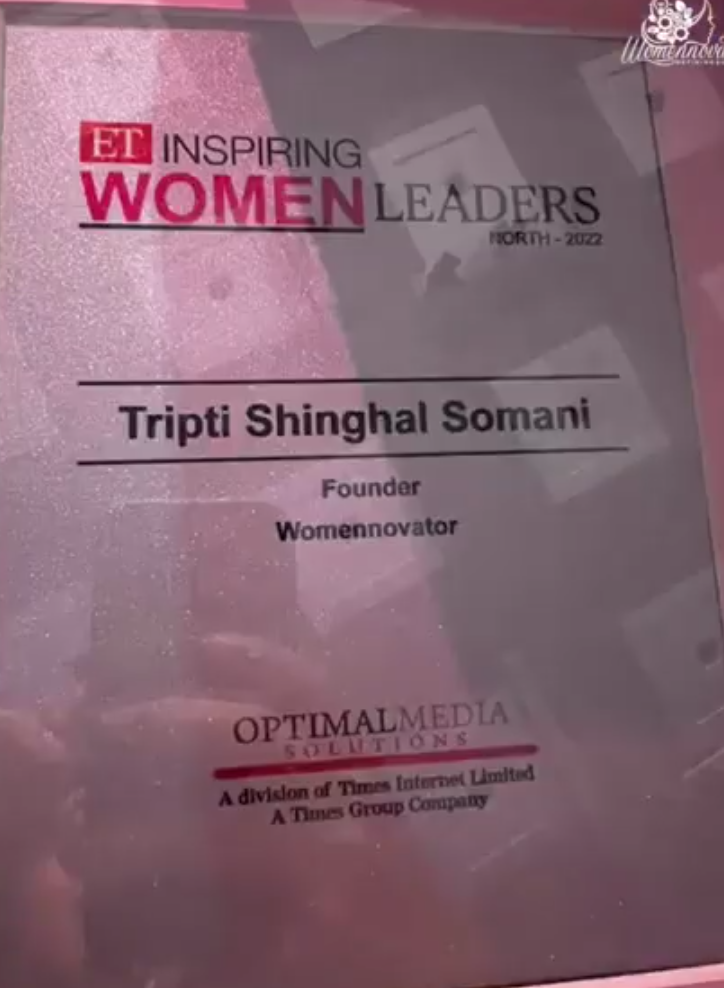 Womennova
ET INSPIRING
WOMEN LEADERS
NORTH - 2022
Tripti Shinghal Somani
Founder
Womennovator
OPTIMALMEDIA
SOLUTIONS
A division of Times Internet Limited
A Times Group Company